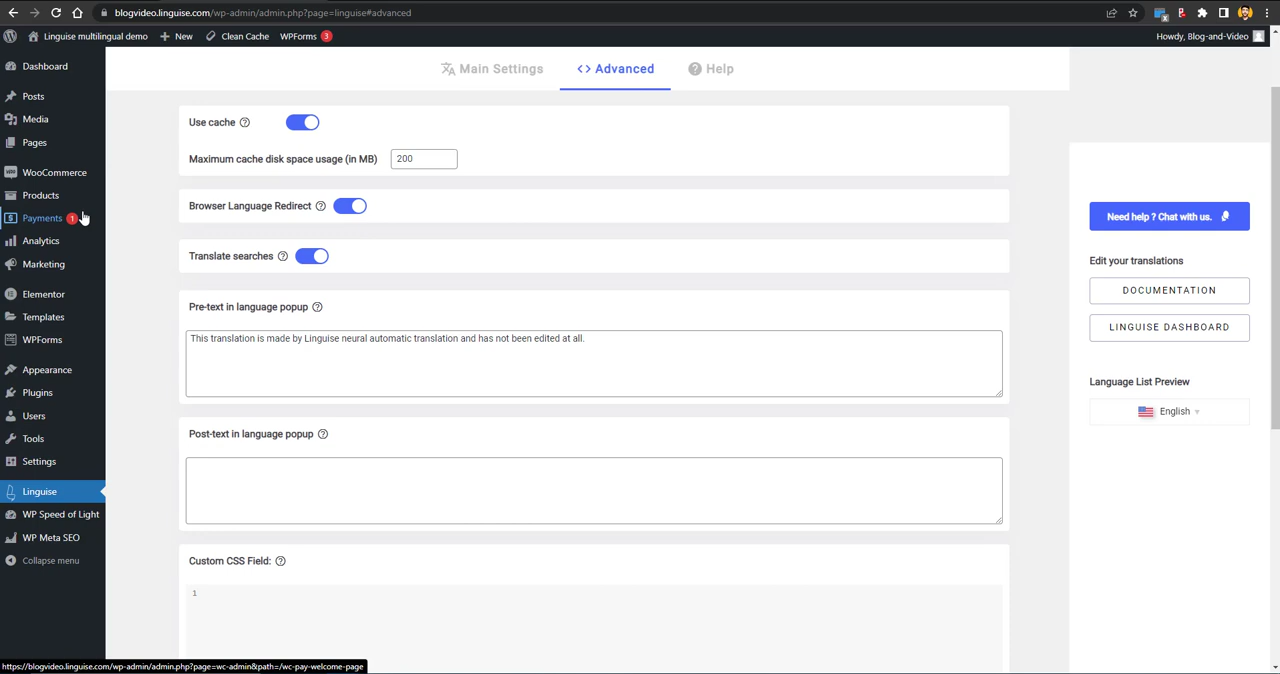 blogvideo.linguise.com/wp-admin/admin.php?page=linguise#advanced
Linguise multilingual demo
New
Clean Cache
WPForms 3
Howdy, Blog-and-Video
Dashboard
Posts
Media
Pages
WooCommerce
Products
Payments 1
Analytics
Marketing
Elementor
Templates
WPForms
Appearance
Plugins
Users
Tools
Settings
Linguise
WP Speed of Light
WP Meta SEO
Collapse menu
Main Settings
Advanced
Help
Use cache
Maximum cache disk space usage (in MB)
200
Browser Language Redirect
Translate searches
Pre-text in language popup
This translation is made by Linguise neural automatic translation and has not been edited at all.
Post-text in language popup
Custom CSS Field:
1
Need help ? Chat with us.
Edit your translations
DOCUMENTATION
LINGUISE DASHBOARD
Language List Preview
English
https://blogvideo.linguise.com/wp-admin/admin.php?page=wc-admin&path=/wc-pay-welcome-page